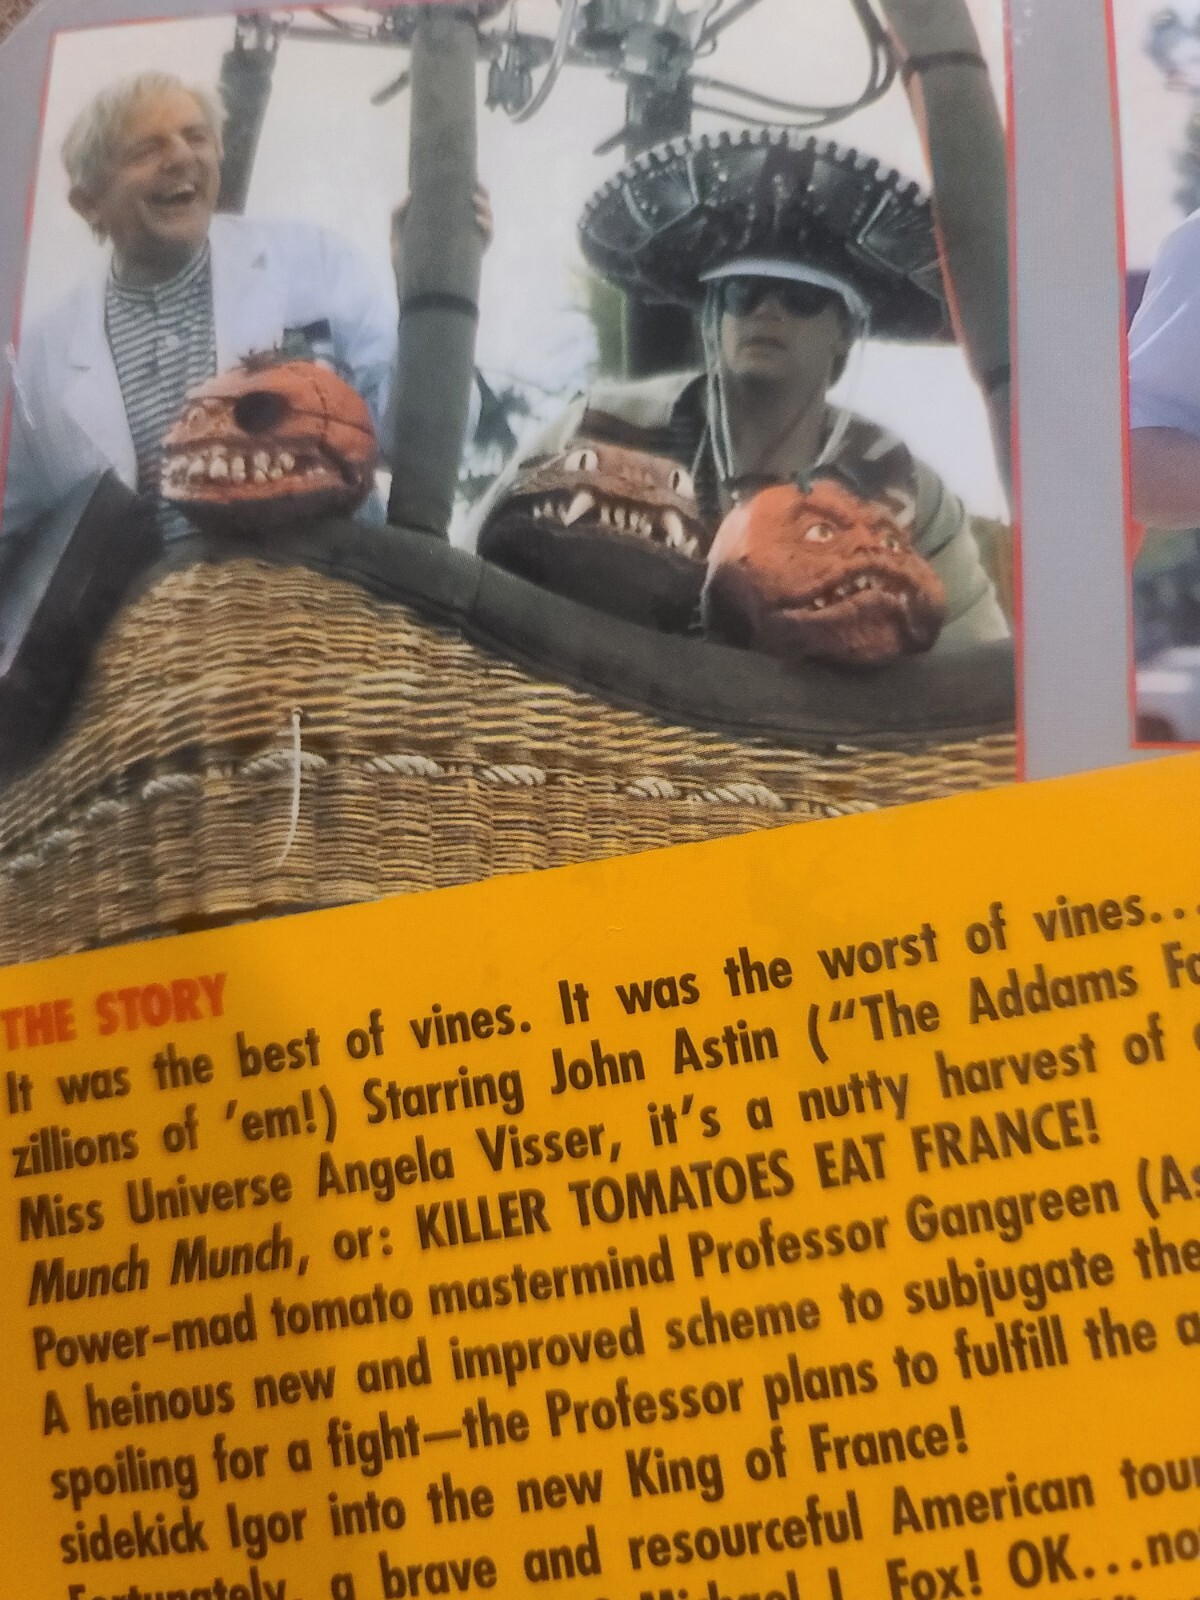 THE STORY
It was the best of vines. It was the worst of vines...
zillions of 'em!) Starring John Astin ("The Addams
Miss Universe Angela Visser, it's a nutty harvest of
Munch Munch, or: KILLER TOMATOES EAT FRANCE!
Power-mad tomato mastermind Professor Gangreen
A heinous new and improved scheme to subjugate the
spoiling for a fight—the Professor plans to fulfill the
sidekick Igor into the new King of France!
Fortunately, a brave and resourceful American
Michael J. Fox! OK...